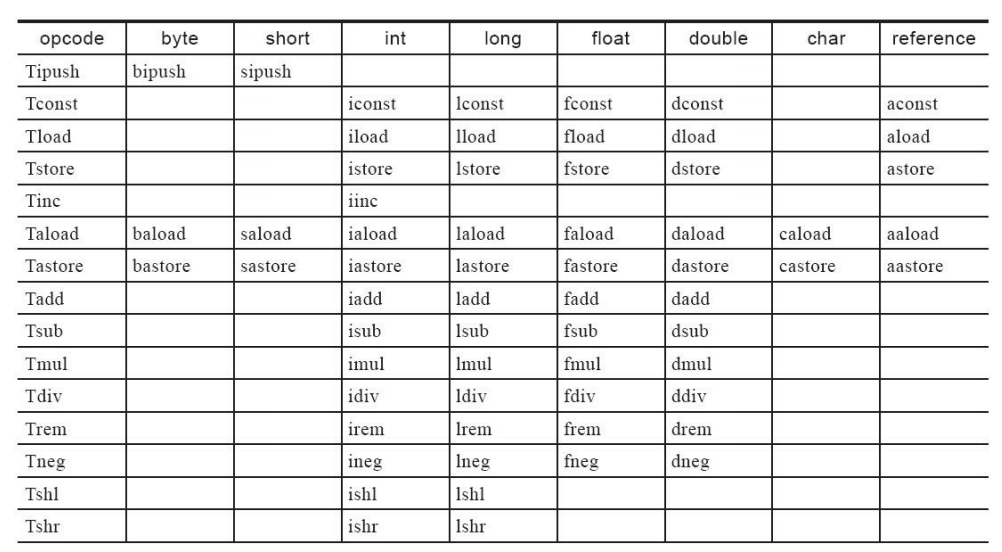 opcode byte short int long float double char reference
Tipush bipush sipush
Tconst iconst lconst fconst dconst aconst
Tload iload lload fload dload aload
Tstore istore lstore fstore dstore astore
Tinc iinc
Taload baload saload iaload laload faload daload caload aaload
Tastore bastore sastore iastore lastore fastore dastore castore aastore
Tadd iadd ladd fadd dadd
Tsub isub lsub fsub dsub
Tmul imul lmul fmul dmul
Tdiv idiv ldiv fdiv ddiv
Trem irem lrem frem drem
Tneg ineg lneg fneg dneg
Tshl ishl lshl
Tshr ishr lshr